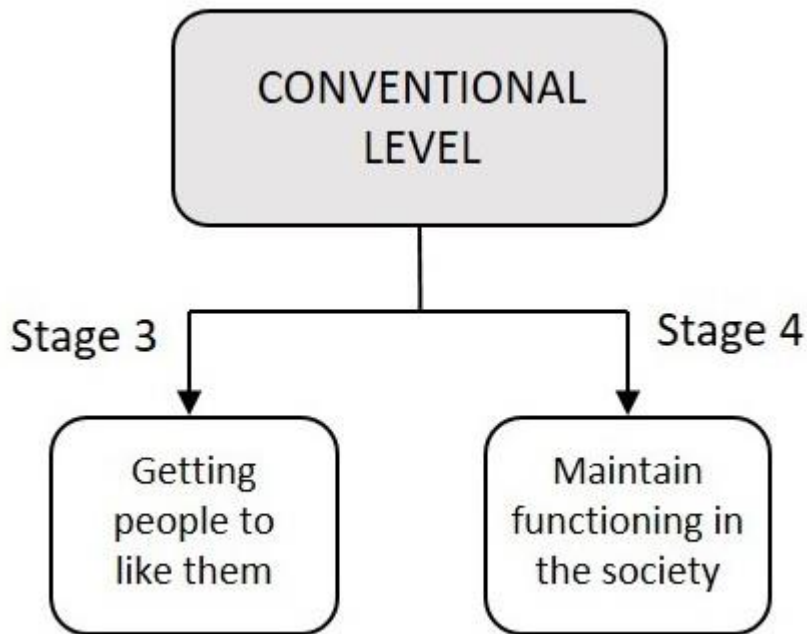 CONVENTIONAL
LEVEL
Stage 3
Stage 4
Getting
people to
like them
Maintain
functioning in
the society